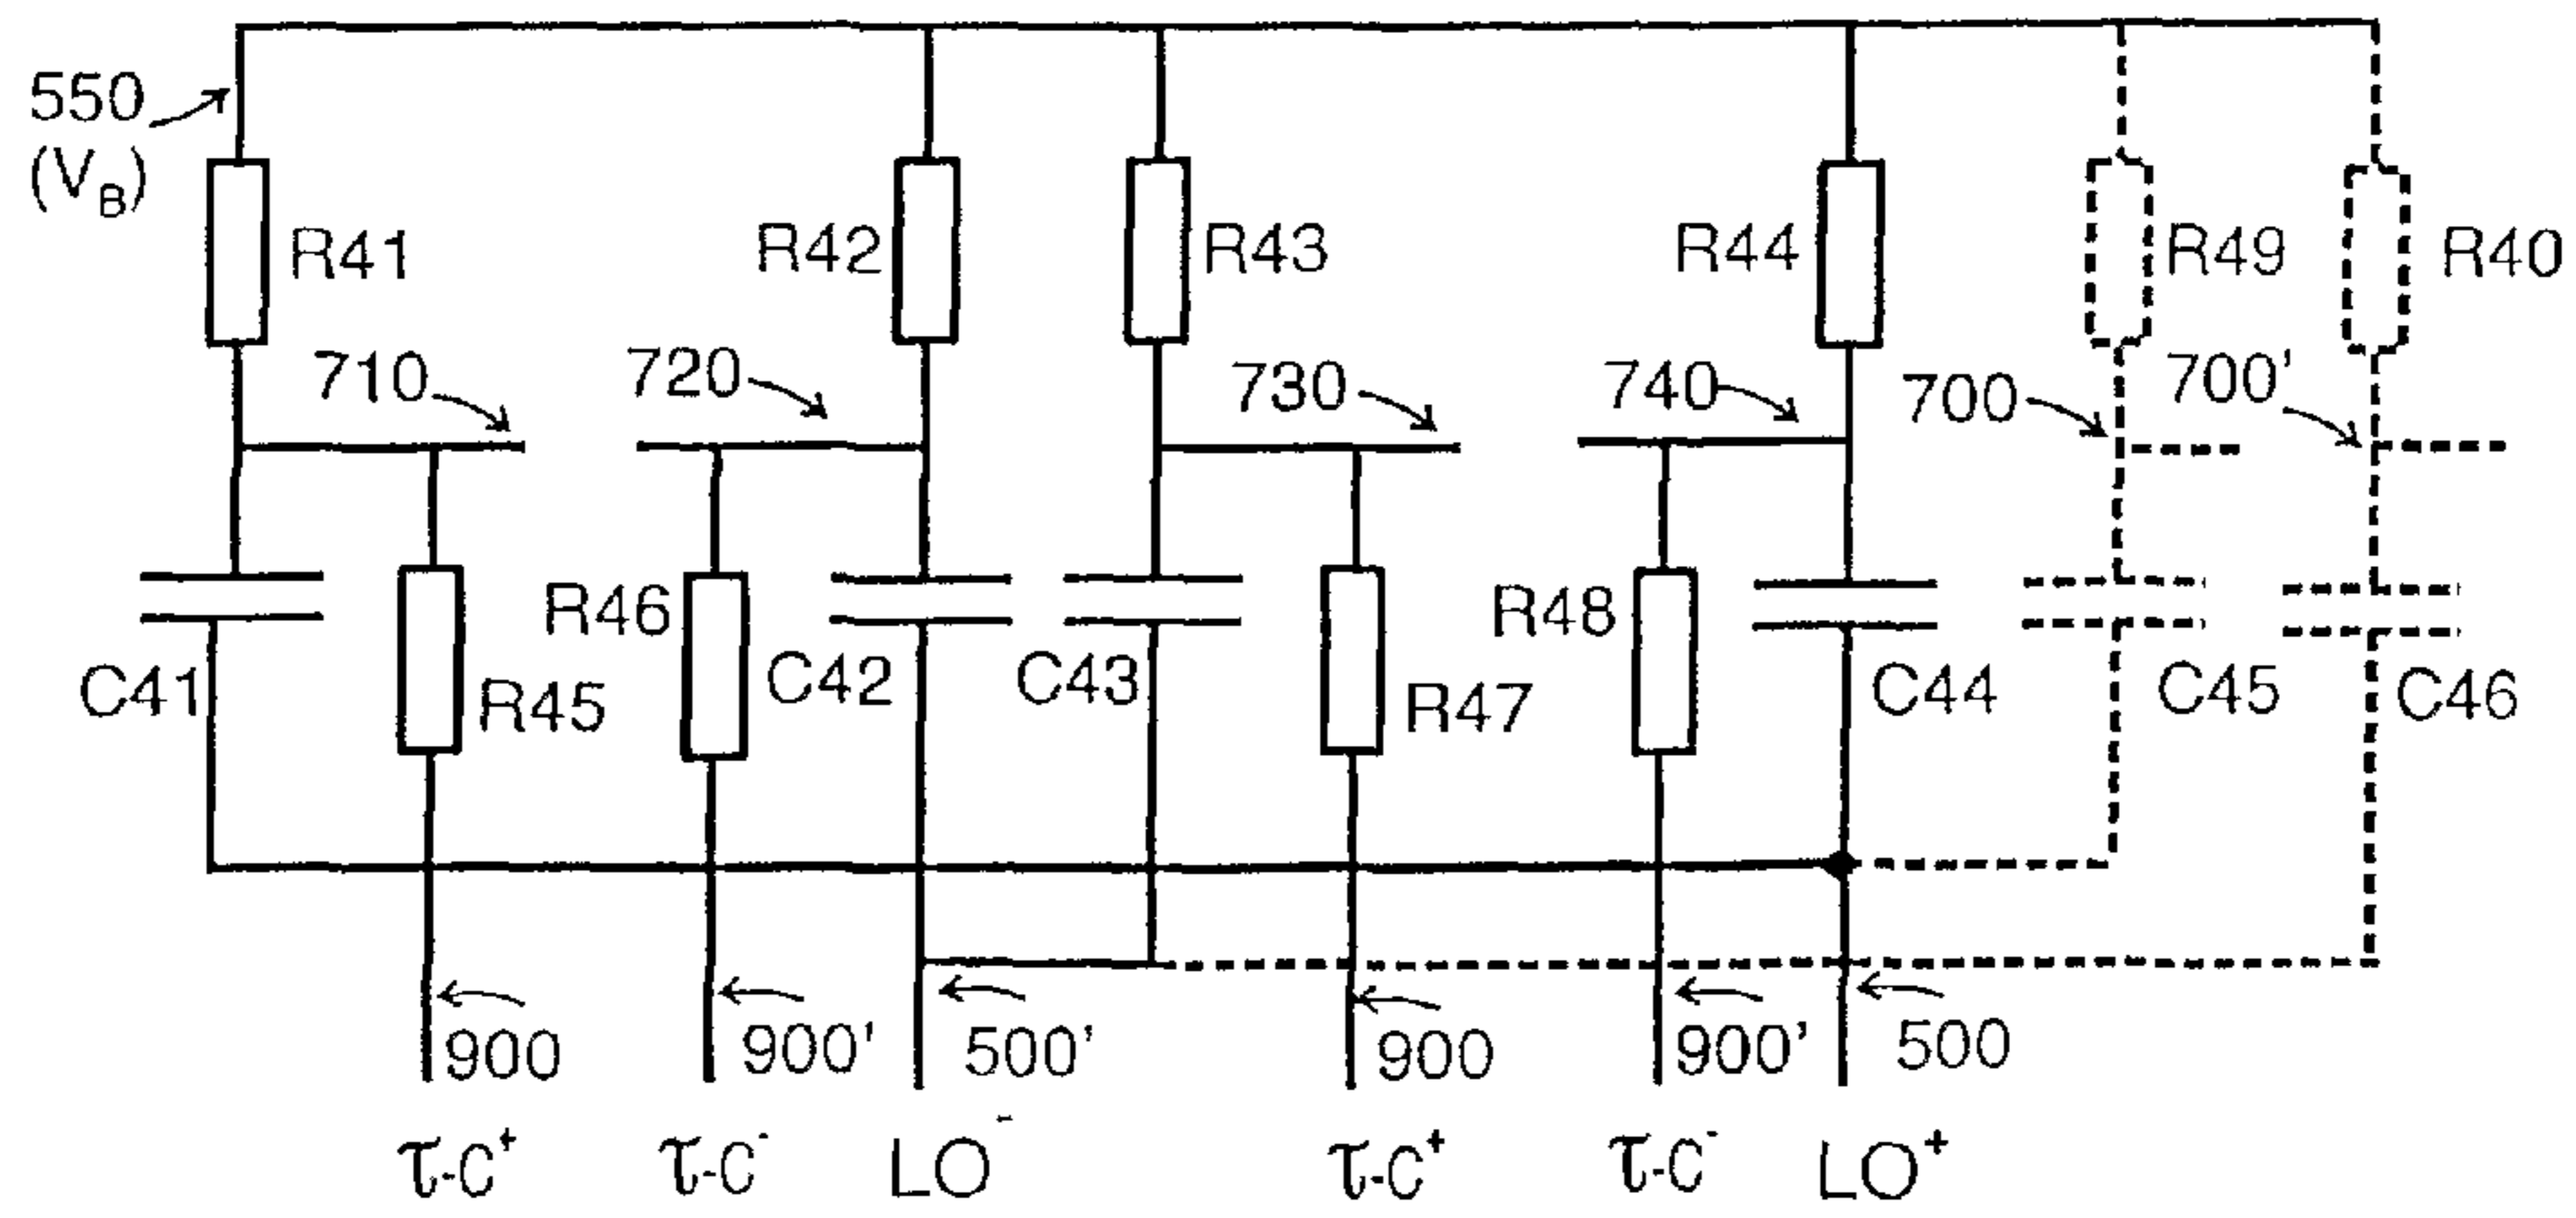 550
(VB)
R41
R42
R43
R44
R49
R40
710
720
730
740
700
700'
C41
R45
R46
C42
C43
R47
R48
C44
C45
C46
900
900'
500'
900
900'
500
τ-C+
τ-C-
LO-
τ-C+
τ-C-
LO+